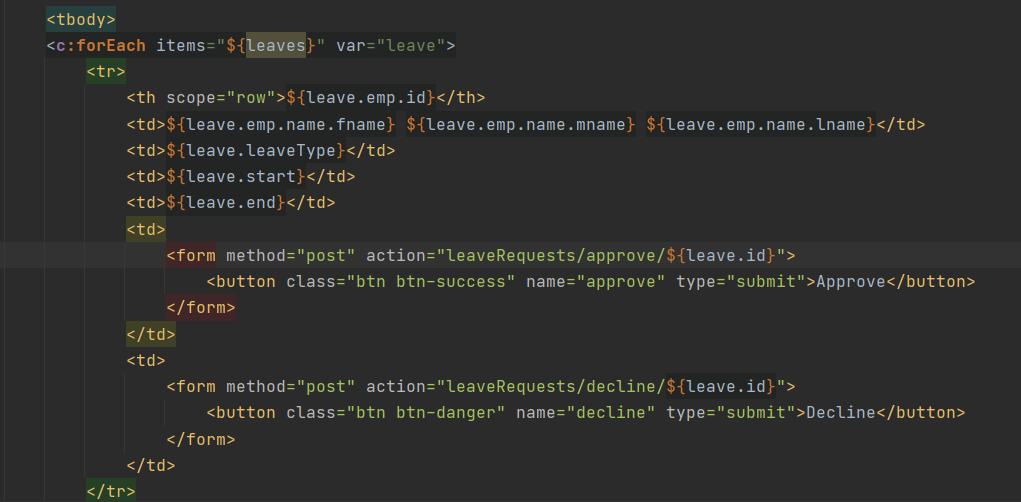 <tbody>
<c:forEach items="${leaves}" var="leave">
<tr>
<th scope="row">${leave.emp.id}</th>
<td>${leave.emp.name.fname} ${leave.emp.name.mname} ${leave.emp.name.lname}</td>
<td>${leave.leaveType}</td>
<td>${leave.start}</td>
<td>${leave.end}</td>
<td>
<form method="post" action="leaveRequests/approve/${leave.id}">
<button class="btn btn-success" name="approve" type="submit">Approve</button>
</form>
</td>
<td>
<form method="post" action="leaveRequests/decline/${leave.id}">
<button class="btn btn-danger" name="decline" type="submit">Decline</button>
</form>
</td>
</tr>